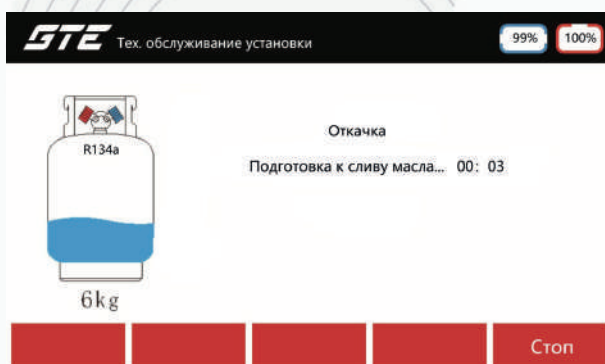 GTE Тех. обслуживание установки 99% 100%
R134a
Откачка
Подготовка к сливу масла... 00: 03
6kg
Стоп